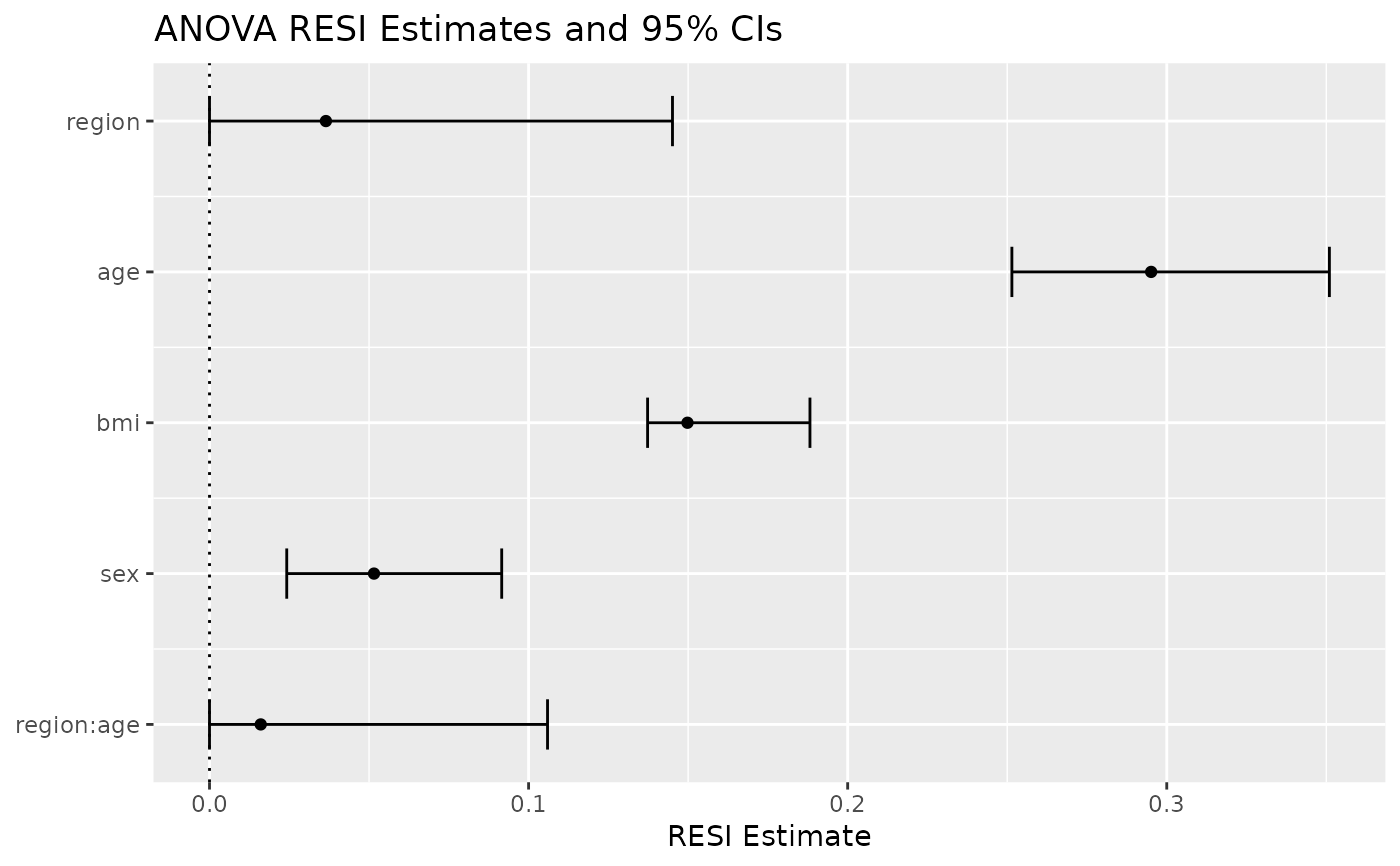 ANOVA RESI Estimates and 95% CIs
region
age
bmi
sex
region:age
0.0 0.1 0.2 0.3
RESI Estimate